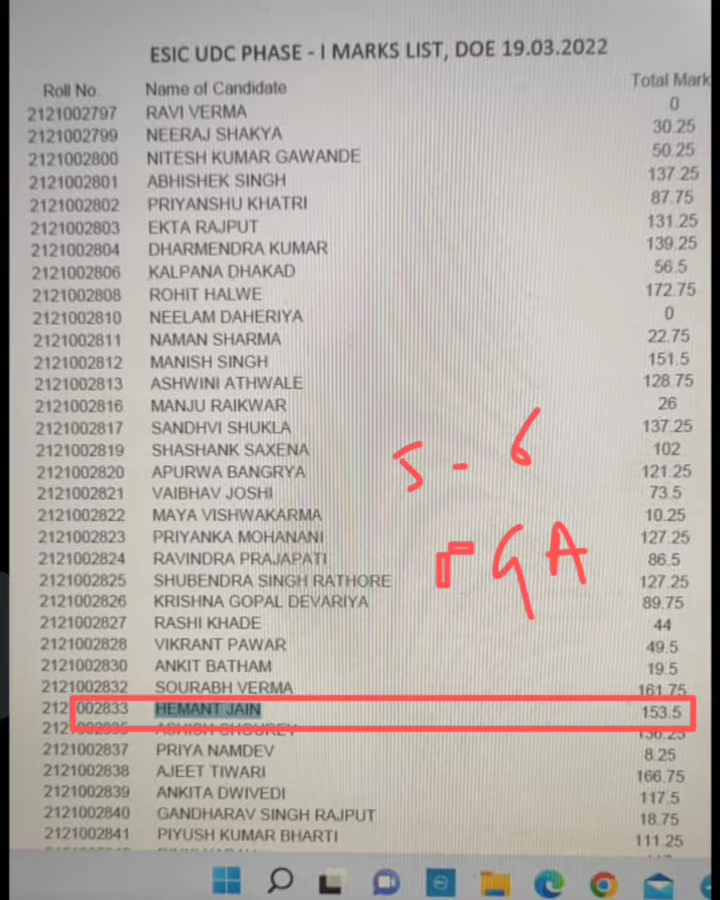 ESIC UDC PHASE - I MARKS LIST, DOE 19.03.2022
Roll No. Name of Candidate Total Mark
2121002797 RAVI VERMA 0
2121002799 NEERAJ SHAKYA 30.25
2121002800 NITESH KUMAR GAWANDE 50.25
2121002801 ABHISHEK SINGH 137.25
2121002802 PRIYANSHU KHATRI 87.75
2121002803 EKTA RAJPUT 131.25
2121002804 DHARMENDRA KUMAR 139.25
2121002806 KALPANA DHAKAD 56.5
2121002808 ROHIT HALWE 172.75
2121002810 NEELAM DAHERIYA 0
2121002811 NAMAN SHARMA 22.75
2121002812 MANISH SINGH 151.5
2121002813 ASHWINI ATHWALE 128.75
2121002816 MANJU RAIKWAR 26
2121002817 SANDHVI SHUKLA 137.25
2121002819 SHASHANK SAXENA 102
2121002820 APURWA BANGRYA 121.25
2121002821 VAIBHAV JOSHI 73.5
2121002822 MAYA VISHWAKARMA 10.25
2121002823 PRIYANKA MOHANANI 127.25
2121002824 RAVINDRA PRAJAPATI 86.5
2121002825 SHUBENDRA SINGH RATHORE 127.25
2121002826 KRISHNA GOPAL DEVARIYA 89.75
2121002827 RASHI KHADE 44
2121002828 VIKRANT PAWAR 49.5
2121002830 ANKIT BATHAM 19.5
2121002832 SOURABH VERMA 161.75
2121002833 HEMANT JAIN 153.5
2121002835 ASHISH CHOUREY 136.25
2121002837 PRIYA NAMDEV 8.25
2121002838 AJEET TIWARI 166.75
2121002839 ANKITA DWIVEDI 117.5
2121002840 GANDHARAV SINGH RAJPUT 18.75
2121002841 PIYUSH KUMAR BHARTI 111.25
5-6
GA